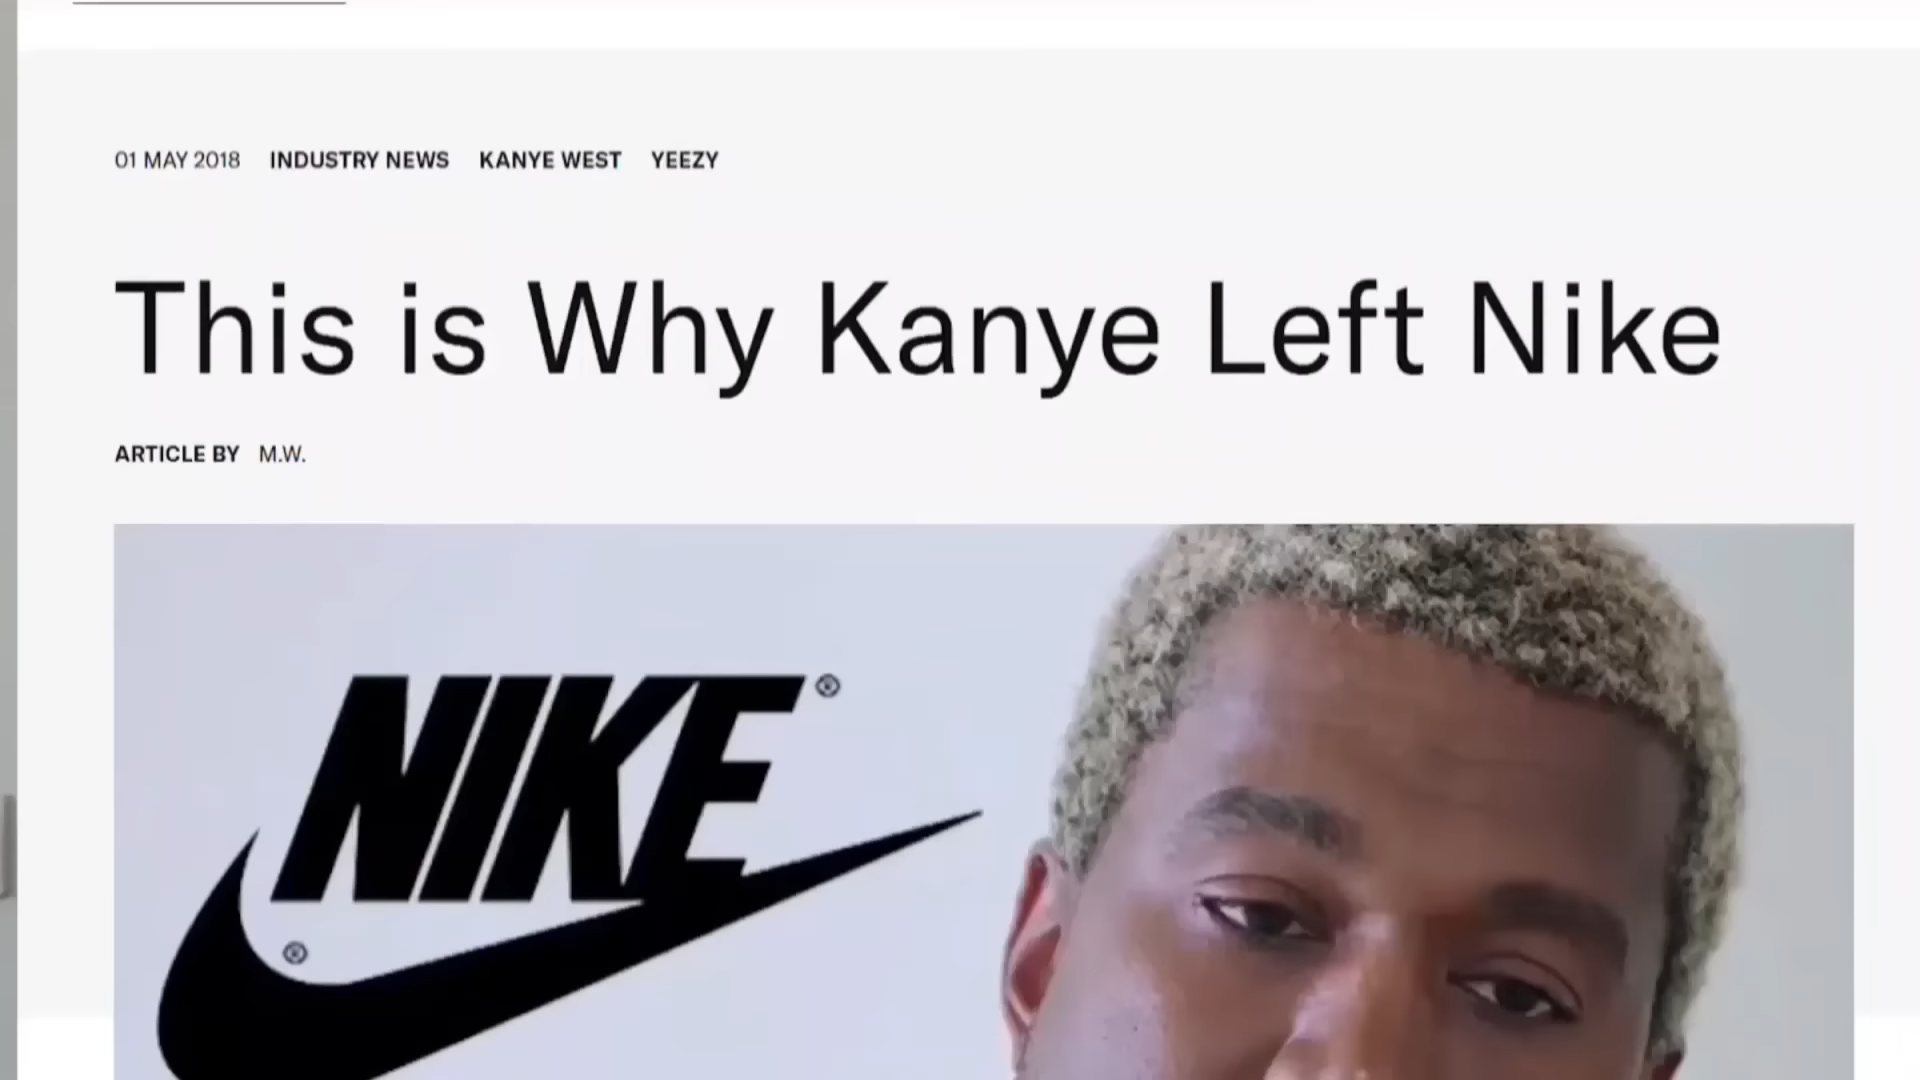 01 MAY 2018 INDUSTRY NEWS KANYE WEST YEEZY
This is Why Kanye Left Nike
ARTICLE BY M.W.
NIKE®
®